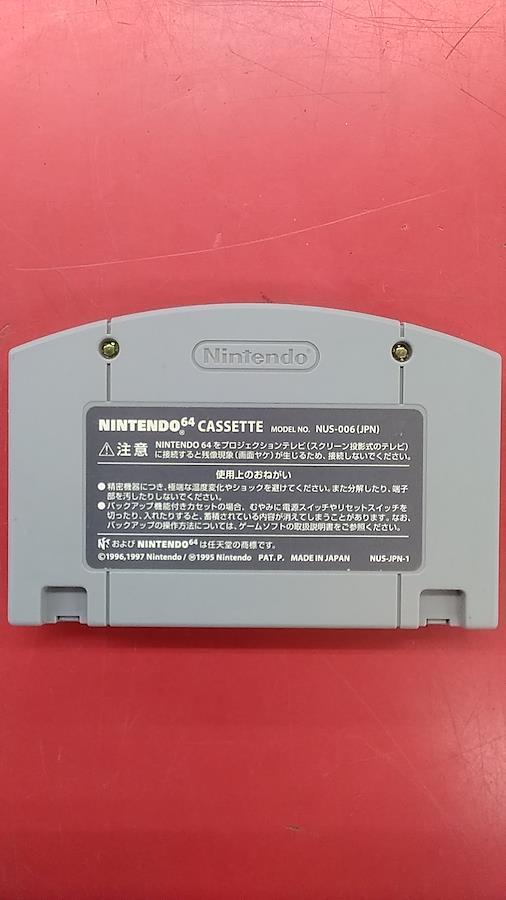 Nintendo®
NINTENDO®64 CASSETTE MODEL NO. NUS-006(JPN)
⚠注意 NINTENDO 64をプロジェクションテレビ(スクリーン投影式のテレビ)
に接続すると残像現象(画面ヤケ)が生じるため、接続しないでください。
使用上のおねがい
●精密機器につき、極端な温度変化やショックを避けてください。また分解したり、端子
部を汚したりしないでください。
●バックアップ機能付きカセットの場合、むやみに電源スイッチやリセットスイッチを
切ったり、入れたりすると、蓄積されている内容が消えてしまうことがあります。なお、
バックアップの操作方法については、ゲームソフトの取扱説明書をご参照ください。
および NINTENDO64 は任天堂の商標です。
©1996,1997 Nintendo / Ⓜ1995 Nintendo PAT. P. MADE IN JAPAN NUS-JPN-1